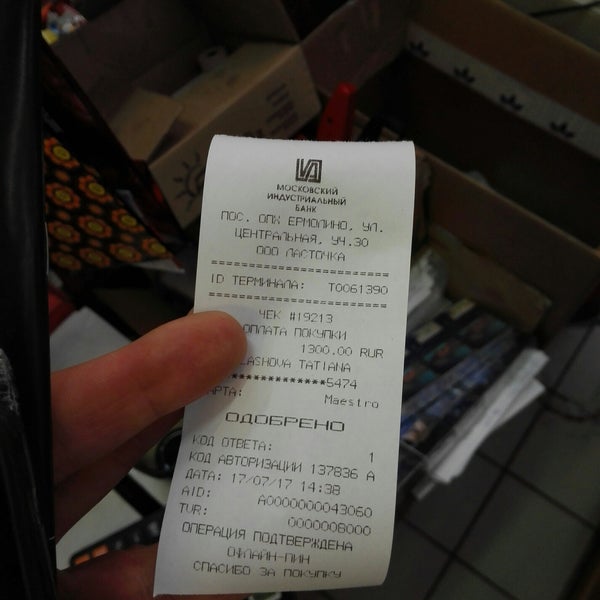 МОСКОВСКИЙ
ИНДУСТРИАЛЬНЫЙ
БАНК
ПОС. ОПХ ЕРМОЛИНО, УЛ.
ЦЕНТРАЛЬНАЯ, УЧ.30
ООО ЛАСТОЧКА
=========================
ID ТЕРМИНАЛА: T0061390
=========================
ЧЕК #19213
ОПЛАТА ПОКУПКИ
1300.00 RUR
TATIANA
**************5474
Maestro
ОДОБРЕНО
КОД ОТВЕТА: 1
КОД АВТОРИЗАЦИИ 137836 A
ДАТА: 17/07/17 14:38
AID: A0000000043060
TVR: 0000008000
ОПЕРАЦИЯ ПОДТВЕРЖДЕНА
ОФЛАЙН-ПИН
СПАСИБО ЗА ПОКУПКУ